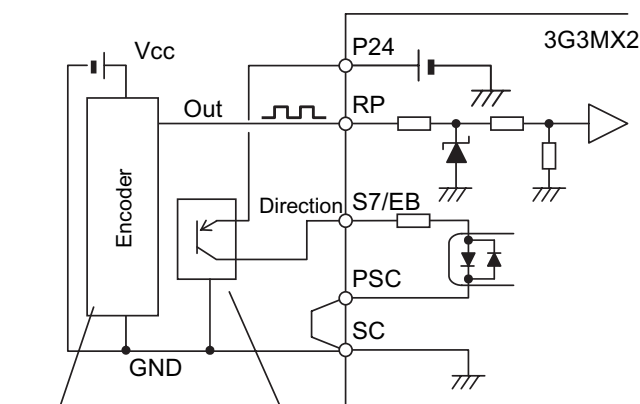 Vcc
P24
3G3MX2
Out
RP
Encoder
Direction
S7/EB
PSC
SC
GND